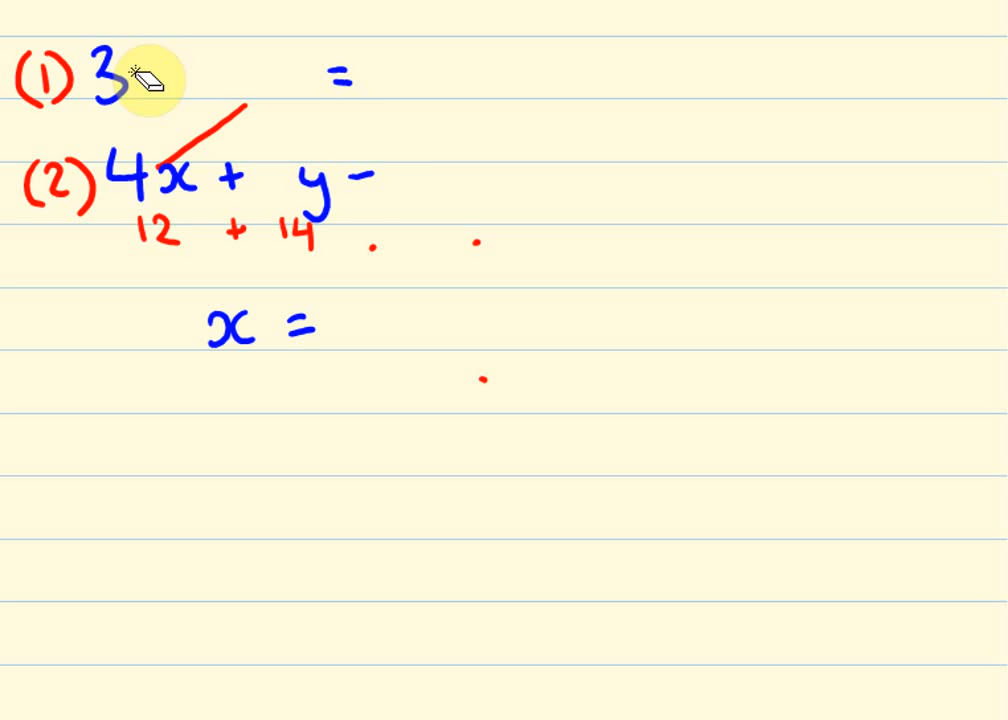 (1) 3 =
(2) 4x + y -
12 + 14 . .
x =
.